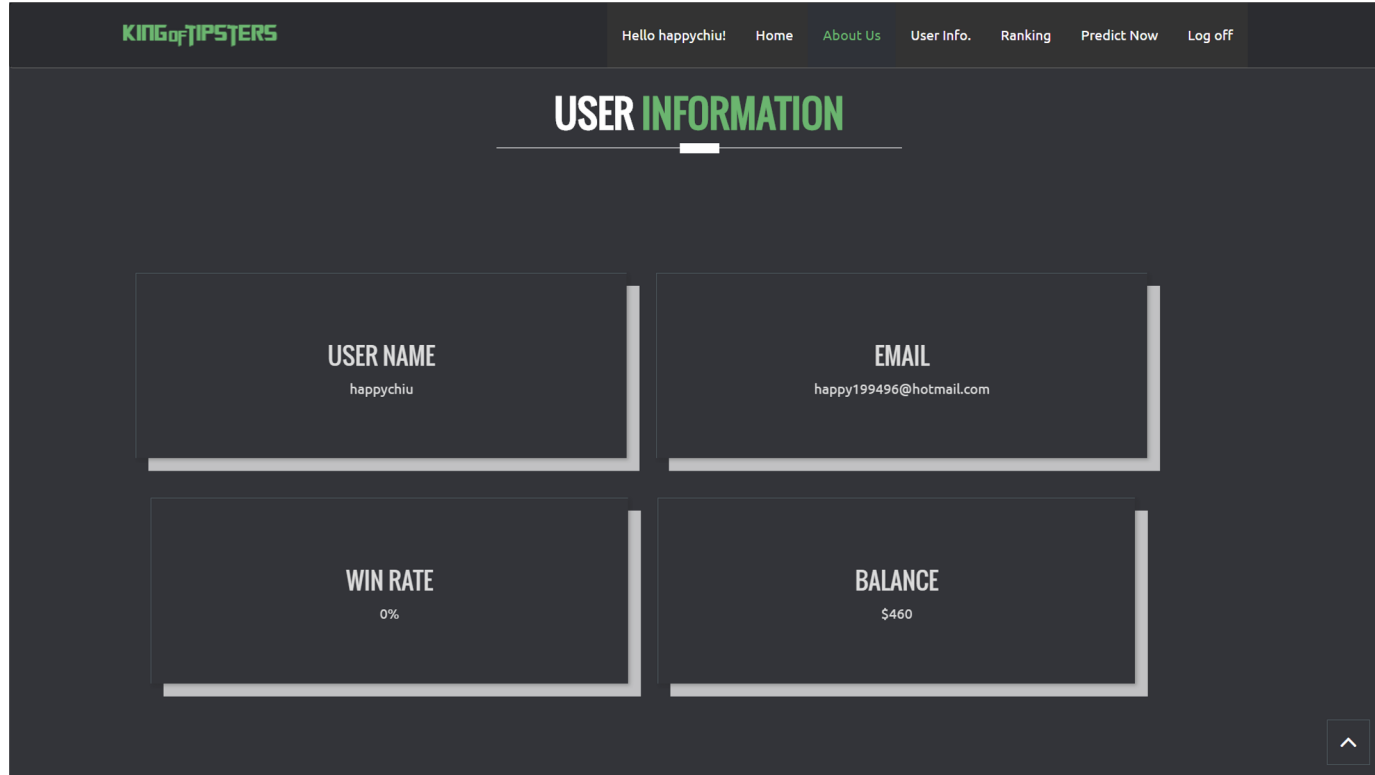 KINGOFTIPSTERS
Hello happychiu! Home About Us User Info. Ranking Predict Now Log off
USER INFORMATION
USER NAME
happychiu
EMAIL
happy199496@hotmail.com
WIN RATE
0%
BALANCE
$460